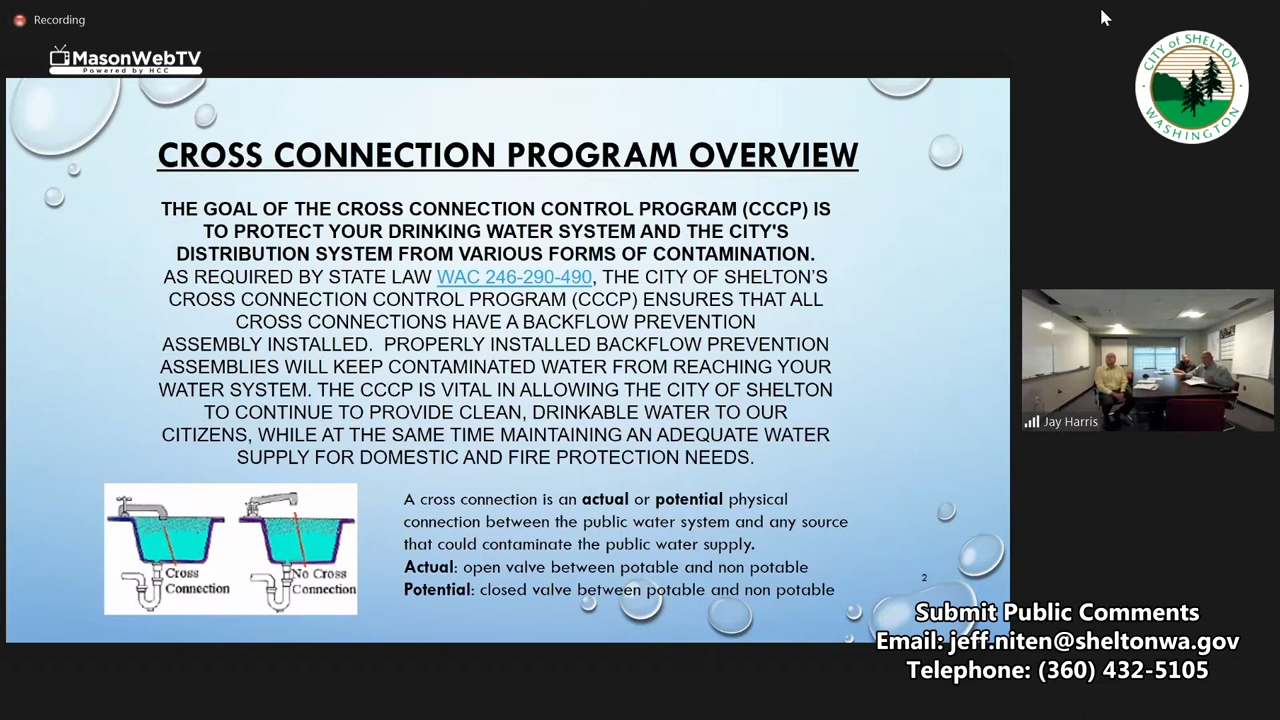 Recording
MasonWebTV
Powered by HCC
CITY OF SHELTON
WASHINGTON
CROSS CONNECTION PROGRAM OVERVIEW
THE GOAL OF THE CROSS CONNECTION CONTROL PROGRAM (CCCP) IS
TO PROTECT YOUR DRINKING WATER SYSTEM AND THE CITY'S
DISTRIBUTION SYSTEM FROM VARIOUS FORMS OF CONTAMINATION.
AS REQUIRED BY STATE LAW WAC 246-290-490, THE CITY OF SHELTON’S
CROSS CONNECTION CONTROL PROGRAM (CCCP) ENSURES THAT ALL
CROSS CONNECTIONS HAVE A BACKFLOW PREVENTION
ASSEMBLY INSTALLED.  PROPERLY INSTALLED BACKFLOW PREVENTION
ASSEMBLIES WILL KEEP CONTAMINATED WATER FROM REACHING YOUR
WATER SYSTEM. THE CCCP IS VITAL IN ALLOWING THE CITY OF SHELTON
TO CONTINUE TO PROVIDE CLEAN, DRINKABLE WATER TO OUR
CITIZENS, WHILE AT THE SAME TIME MAINTAINING AN ADEQUATE WATER
SUPPLY FOR DOMESTIC AND FIRE PROTECTION NEEDS.
Jay Harris
Cross
Connection
No Cross
Connection
A cross connection is an actual or potential physical
connection between the public water system and any source
that could contaminate the public water supply.
Actual: open valve between potable and non potable
Potential: closed valve between potable and non potable
2
Submit Public Comments
Email: jeff.niten@sheltonwa.gov
Telephone: (360) 432-5105